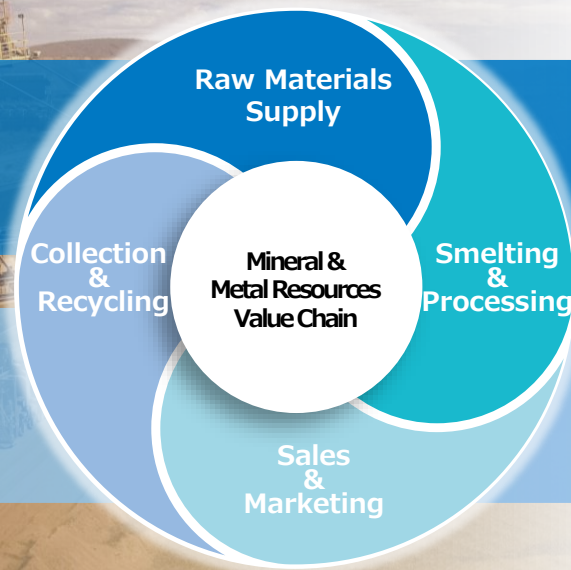 Raw Materials
Supply
Collection
&
Recycling
Mineral &
Metal Resources
Value Chain
Smelting
&
Processing
Sales
&
Marketing